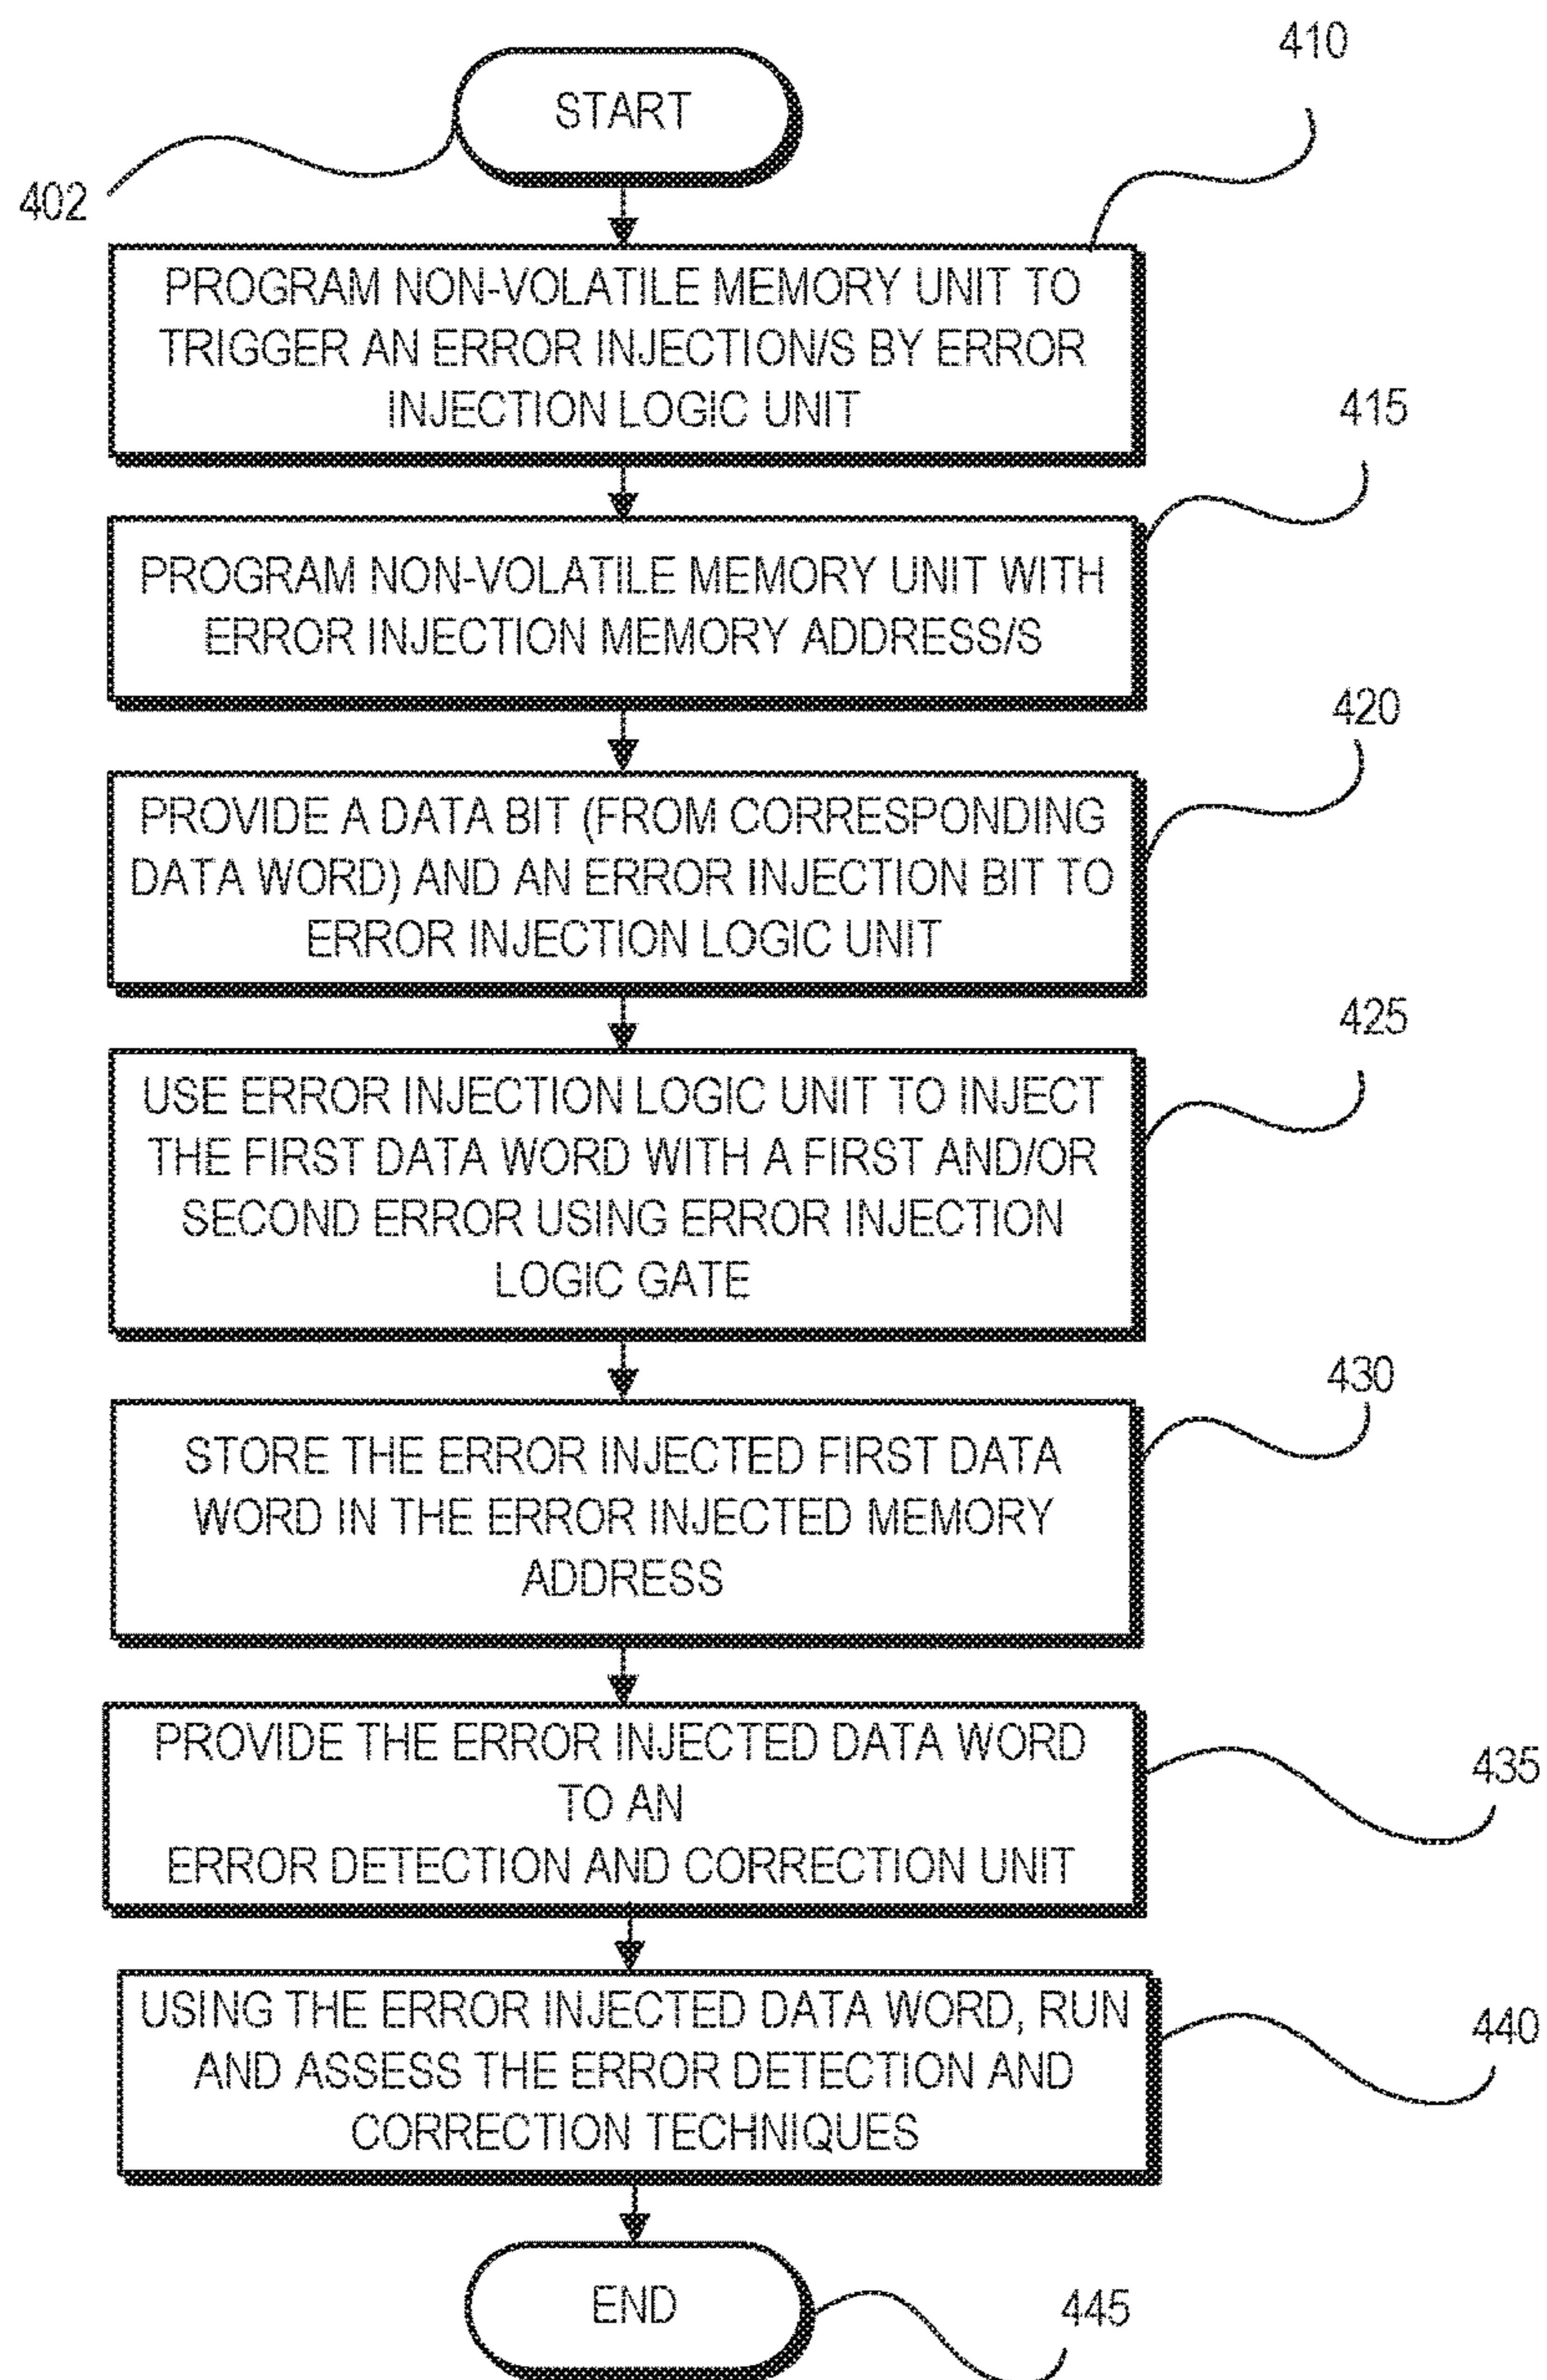 410
START
402
PROGRAM NON-VOLATILE MEMORY UNIT TO
TRIGGER AN ERROR INJECTION/S BY ERROR
INJECTION LOGIC UNIT
415
PROGRAM NON-VOLATILE MEMORY UNIT WITH
ERROR INJECTION MEMORY ADDRESS/S
420
PROVIDE A DATA BIT (FROM CORRESPONDING
DATA WORD) AND AN ERROR INJECTION BIT TO
ERROR INJECTION LOGIC UNIT
425
USE ERROR INJECTION LOGIC UNIT TO INJECT
THE FIRST DATA WORD WITH A FIRST AND/OR
SECOND ERROR USING ERROR INJECTION
LOGIC GATE
430
STORE THE ERROR INJECTED FIRST DATA
WORD IN THE ERROR INJECTED MEMORY
ADDRESS
PROVIDE THE ERROR INJECTED DATA WORD
TO AN
ERROR DETECTION AND CORRECTION UNIT
435
USING THE ERROR INJECTED DATA WORD, RUN
AND ASSESS THE ERROR DETECTION AND
CORRECTION TECHNIQUES
440
END
445